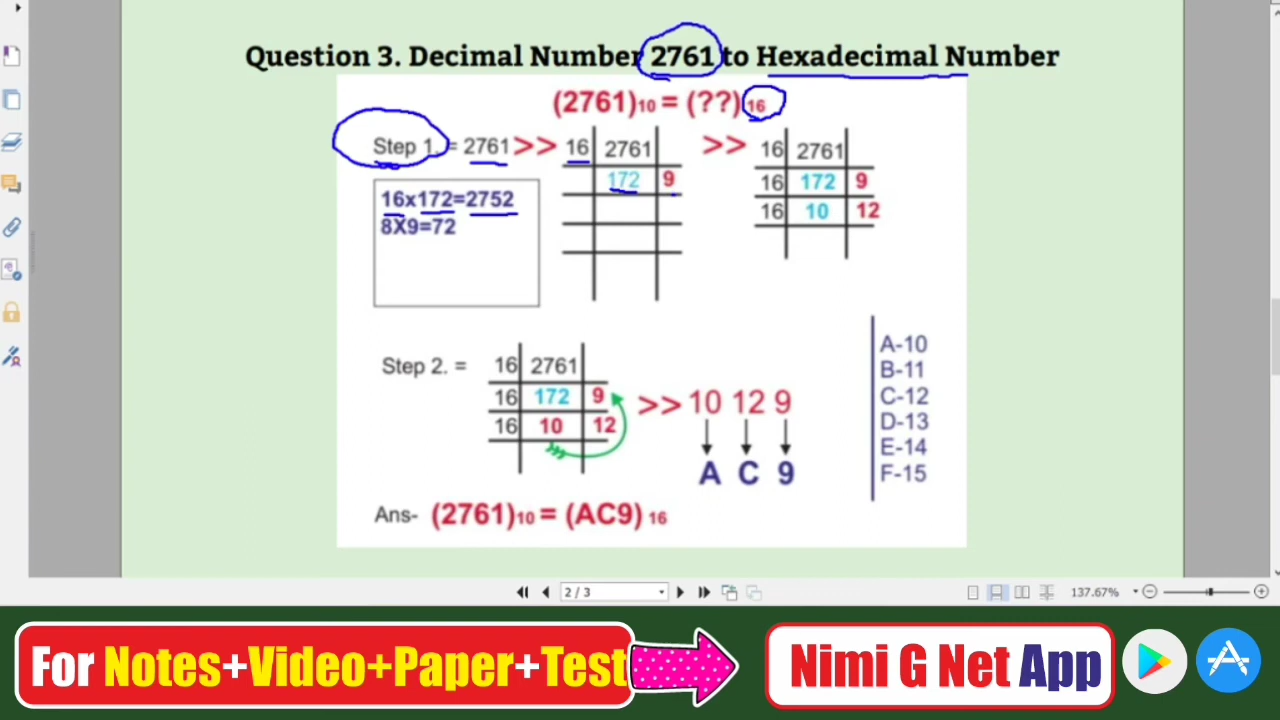 Question 3. Decimal Number 2761 to Hexadecimal Number
(2761)10 = (??)16
Step 1. = 2761 >> 16 2761 >> 16 2761
172 9
16 172 9
16 10 12
16x172=2752
8X9=72
Step 2. = 16 2761
16 172 9
16 10 12
>> 10 12 9
A C 9
A-10
B-11
C-12
D-13
E-14
F-15
Ans- (2761)10 = (AC9) 16
2 / 3
137.67%
For Notes+Video+Paper+Test
Nimi G Net App